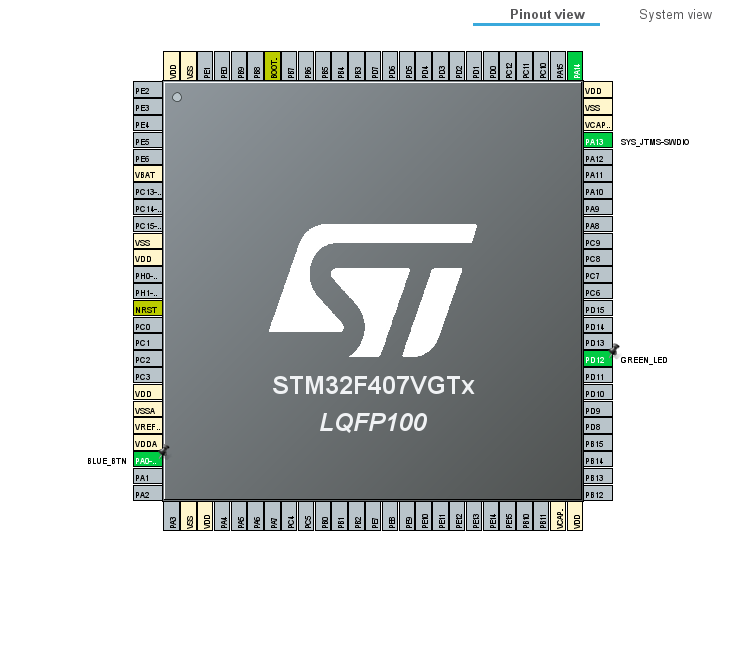 Pinout view
System view
VDD
VSS
PE1
PE0
PB9
PB8
BOOT..
PB7
PB6
PB5
PB4
PB3
PD7
PD6
PD5
PD4
PD3
PD2
PD1
PD0
PC12
PC11
PC10
PA15
PA14
PE2
PE3
PE4
PE5
PE6
VBAT
PC13-..
PC14-..
PC15-..
VSS
VDD
PH0-..
PH1-..
NRST
PC0
PC1
PC2
PC3
VDD
VSSA
VREF..
VDDA
BLUE_BTN PA0-..
PA1
PA2
ST
STM32F407VGTx
LQFP100
VDD
VSS
VCAP..
PA13 SYS_JTMS-SWDIO
PA12
PA11
PA10
PA9
PA8
PC9
PC8
PC7
PC6
PD15
PD14
PD13
PD12 GREEN_LED
PD11
PD10
PD9
PD8
PB15
PB14
PB13
PB12
PA3
VSS
VDD
PA4
PA5
PA6
PA7
PC4
PC5
PB0
PB1
PB2
PE7
PE8
PE9
PE10
PE11
PE12
PE13
PE14
PE15
PB10
PB11
VCAP..
VDD